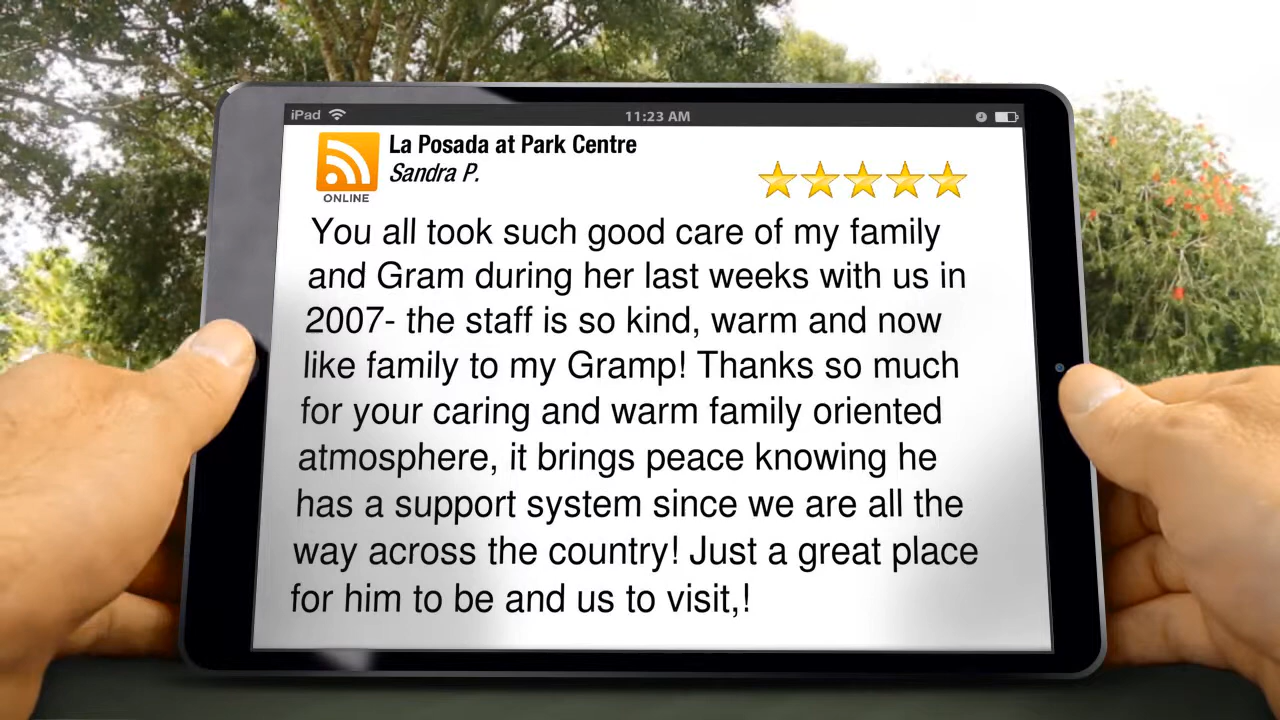 iPad 11:23 AM
La Posada at Park Centre
Sandra P.
ONLINE
You all took such good care of my family
and Gram during her last weeks with us in
2007- the staff is so kind, warm and now
like family to my Gramp! Thanks so much
for your caring and warm family oriented
atmosphere, it brings peace knowing he
has a support system since we are all the
way across the country! Just a great place
for him to be and us to visit,!